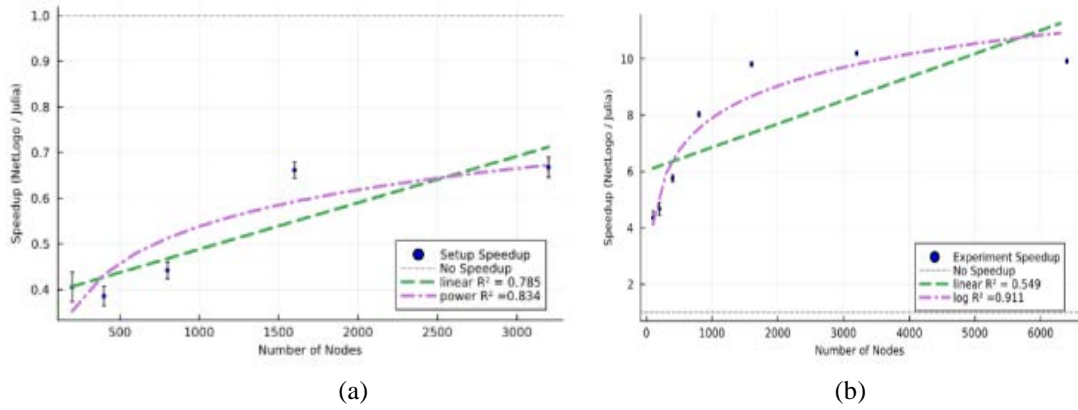 1.0
0.9
0.8
0.7
0.6
0.5
0.4
Speedup (NetLogo / Julia)
500
1000
1500
2000
2500
3000
Number of Nodes
Setup Speedup
No Speedup
linear R² = 0.785
power R² =0.834
(a)
10
8
6
4
2
Speedup (NetLogo / Julia)
0
1000
2000
3000
4000
5000
6000
Number of Nodes
Experiment Speedup
No Speedup
linear R² = 0.549
log R² =0.911
(b)